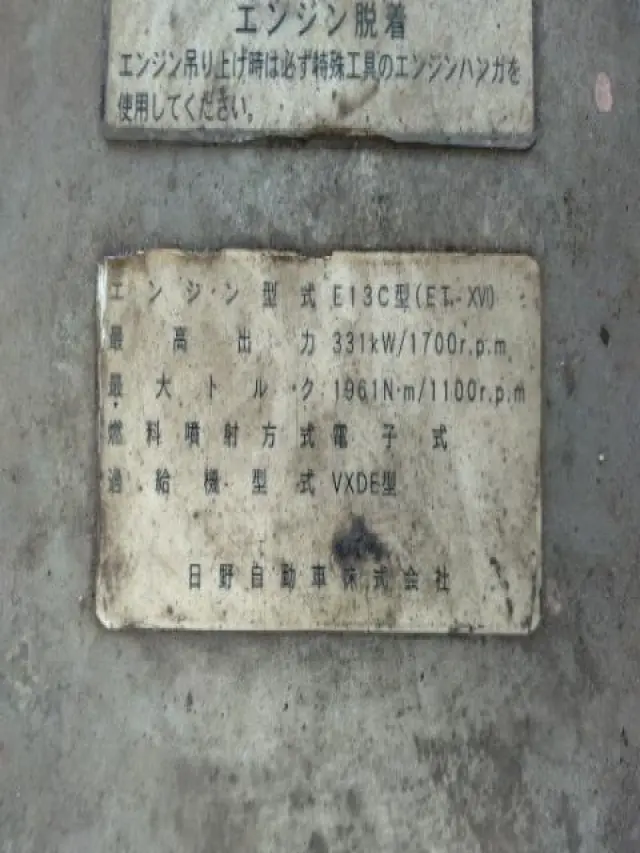 エンジン脱着
エンジン吊り上げ時は必ず特殊工具のエンジンハンガを
使用してください。
エンジン型式 E13C型(ET-XVI)
最高出力 331kW/1700r.p.m
最大トルク 1961N·m/1100r.p.m
燃料噴射方式 電子式
過給機型式 VXDE型
日野自動車株式会社